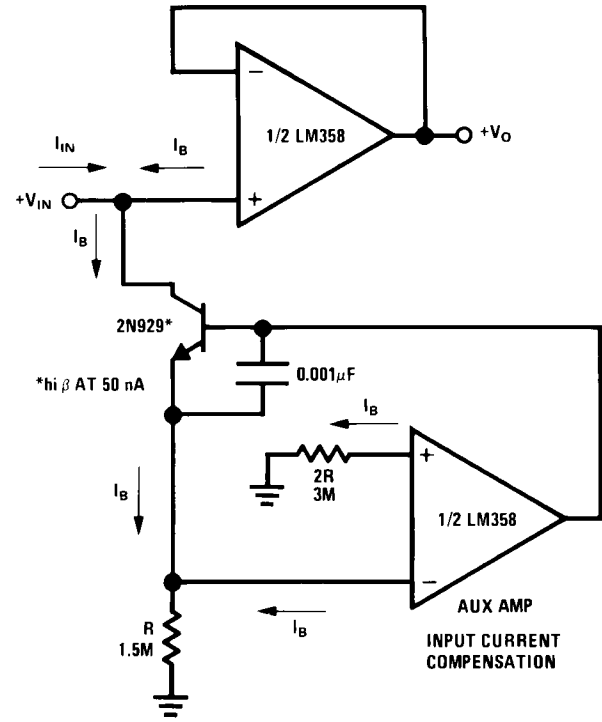 −
1/2 LM358
+V_O
I_IN
I_B
+V_IN
+
I_B
2N929*
*hi β AT 50 nA
0.001µF
I_B
2R
3M
+
1/2 LM358
I_B
−
AUX AMP
R
1.5M
I_B
INPUT CURRENT
COMPENSATION